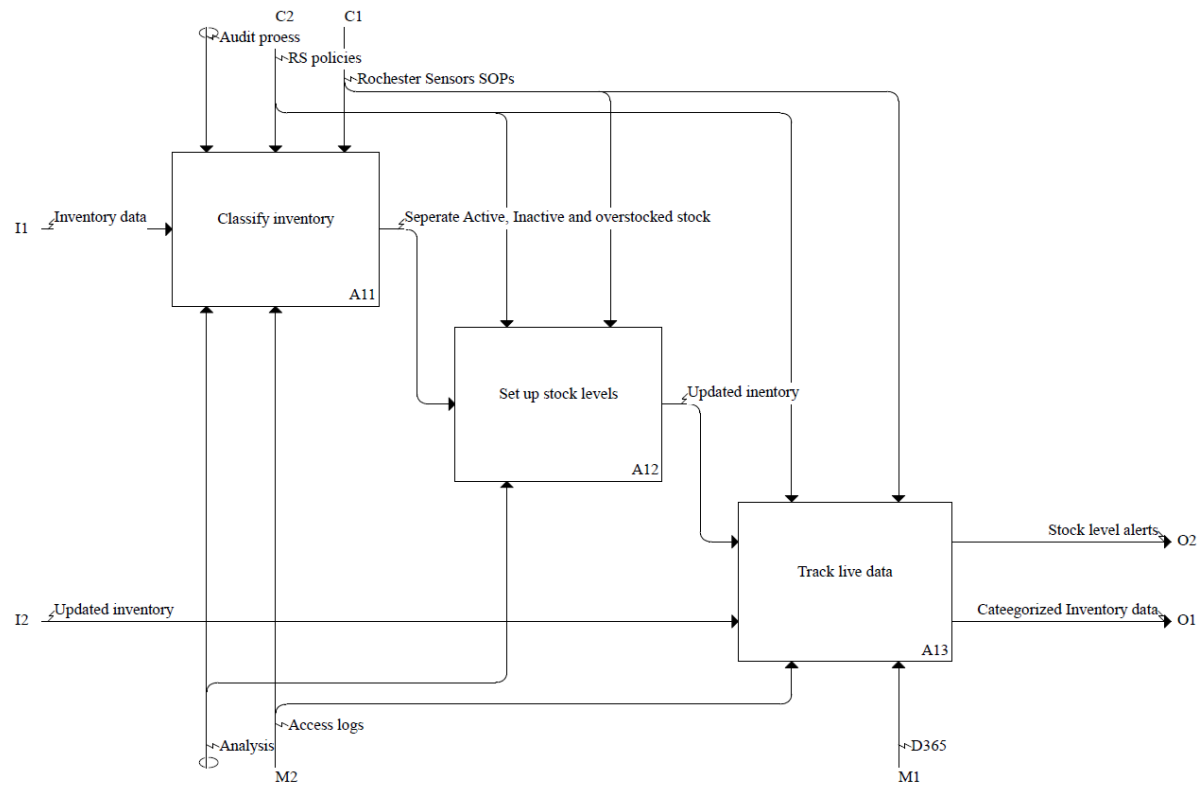 C2
C1
Audit proess
RS policies
Rochester Sensors SOPs
I1
Inventory data
Classify inventory
A11
Seperate Active, Inactive and overstocked stock
Set up stock levels
A12
Updated inentory
I2
Updated inventory
Track live data
A13
Stock level alerts
O2
Cateegorized Inventory data
O1
Analysis
Access logs
M2
D365
M1